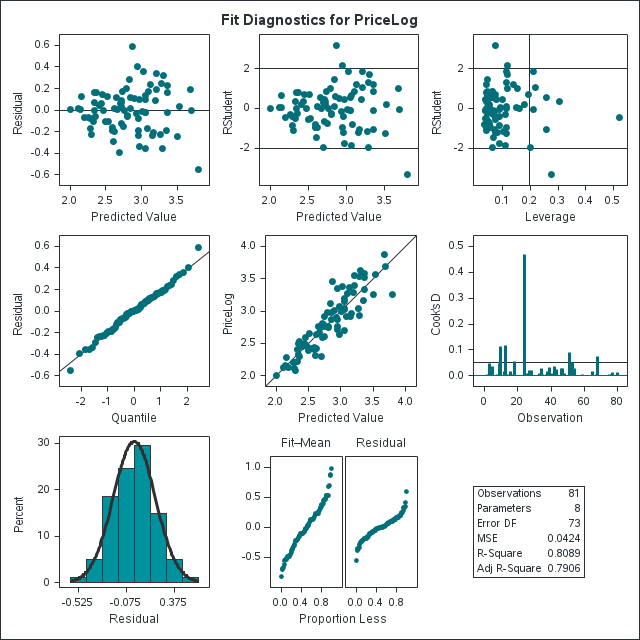 Fit Diagnostics for PriceLog
0.6
0.4
0.2
0.0
-0.2
-0.4
-0.6
Residual
2.0 2.5 3.0 3.5
Predicted Value
2
0
-2
RStudent
2.0 2.5 3.0 3.5
Predicted Value
2
0
-2
RStudent
0.1 0.2 0.3 0.4 0.5
Leverage
0.6
0.4
0.2
0.0
-0.2
-0.4
-0.6
Residual
-2 -1 0 1 2
Quantile
4.0
3.5
3.0
2.5
2.0
PriceLog
2.0 2.5 3.0 3.5 4.0
Predicted Value
0.5
0.4
0.3
0.2
0.1
0.0
Cook's D
0 20 40 60 80
Observation
30
20
10
0
Percent
-0.525 -0.075 0.375
Residual
Fit–Mean Residual
1.0
0.5
0.0
-0.5
0.0 0.4 0.8 0.0 0.4 0.8
Proportion Less
Observations 81
Parameters 8
Error DF 73
MSE 0.0424
R-Square 0.8089
Adj R-Square 0.7906